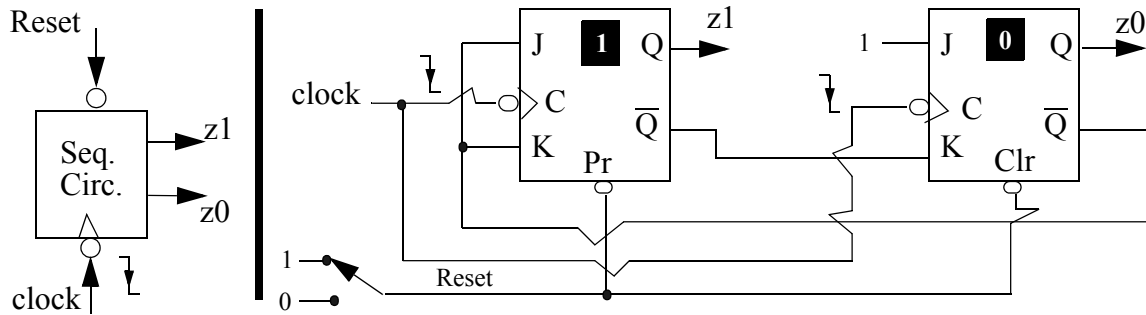 Reset
Seq.
Circ.
z1
z0
clock
clock
J
1
Q
z1
C
K
Q
Pr
1
J
0
Q
z0
C
K
Q
Clr
1
0
Reset